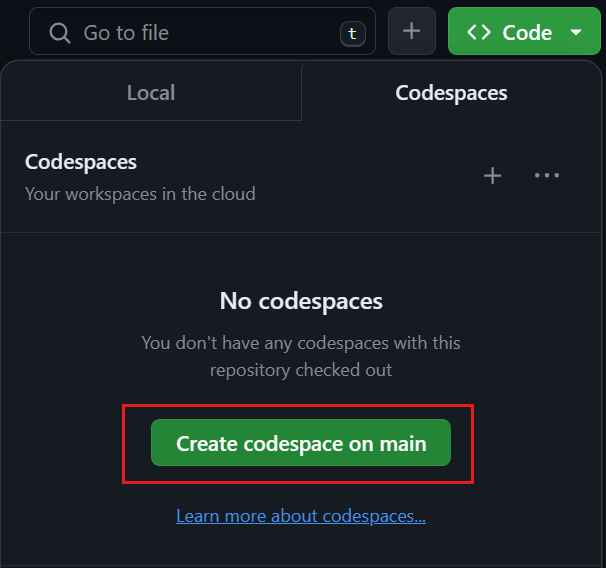 Go to file
t
Code
Local
Codespaces
Codespaces
Your workspaces in the cloud
No codespaces
You don't have any codespaces with this
repository checked out
Create codespace on main
Learn more about codespaces...